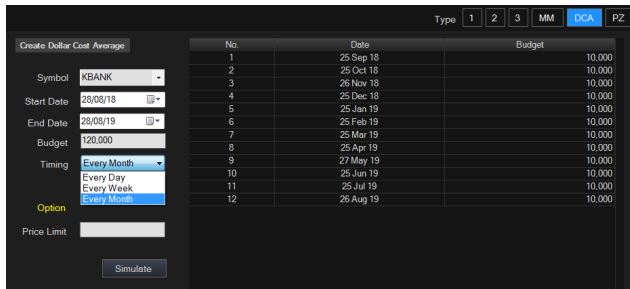 Type 1 2 3 MM DCA PZ
Create Dollar Cost Average
Symbol KBANK
Start Date 28/08/18
End Date 28/08/19
Budget 120,000
Timing Every Month
Every Day
Every Week
Every Month
Option
Price Limit
Simulate
No. Date Budget
1 25 Sep 18 10,000
2 25 Oct 18 10,000
3 26 Nov 18 10,000
4 25 Dec 18 10,000
5 25 Jan 19 10,000
6 25 Feb 19 10,000
7 25 Mar 19 10,000
8 25 Apr 19 10,000
9 27 May 19 10,000
10 25 Jun 19 10,000
11 25 Jul 19 10,000
12 26 Aug 19 10,000